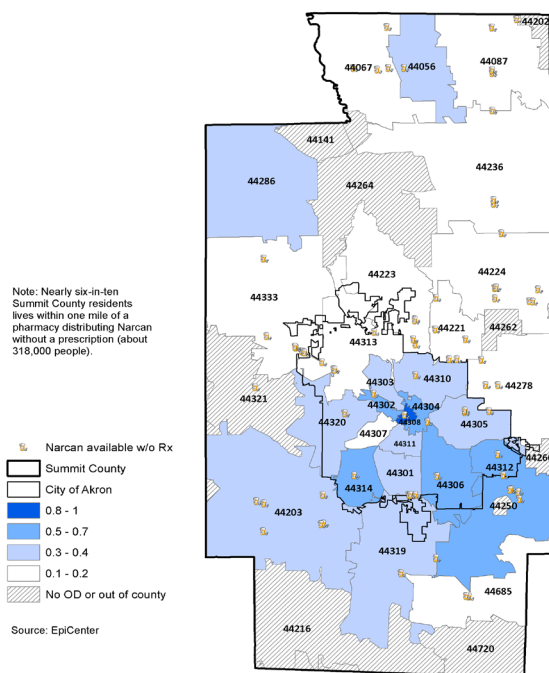 44202
44067
44056
44087
44141
44286
44264
44236
44223
44224
44333
44221
44262
44313
44303
44310
44278
44321
44302
44304
44320
44308
44305
44307
44311
44312
44301
44306
44314
44250
44203
44319
44685
44216
44720
Note: Nearly six-in-ten
Summit County residents
lives within one mile of a
pharmacy distributing Narcan
without a prescription (about
318,000 people).
Narcan available w/o Rx
Summit County
City of Akron
0.8 - 1
0.5 - 0.7
0.3 - 0.4
0.1 - 0.2
No OD or out of county
Source: EpiCenter